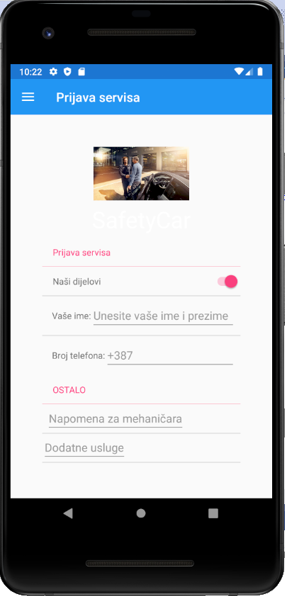 10:22
Prijava servisa
SafetyCar
Prijava servisa
Naši dijelovi
Vaše ime: Unesite vaše ime i prezime
Broj telefona: +387
OSTALO
Napomena za mehaničara
Dodatne usluge